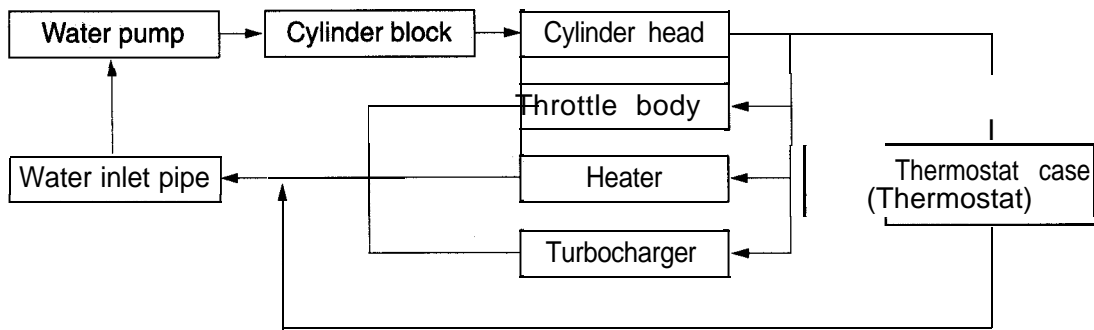 Water pump
Cylinder block
Cylinder head
Throttle body
Water inlet pipe
Heater
Thermostat case
(Thermostat)
Turbocharger